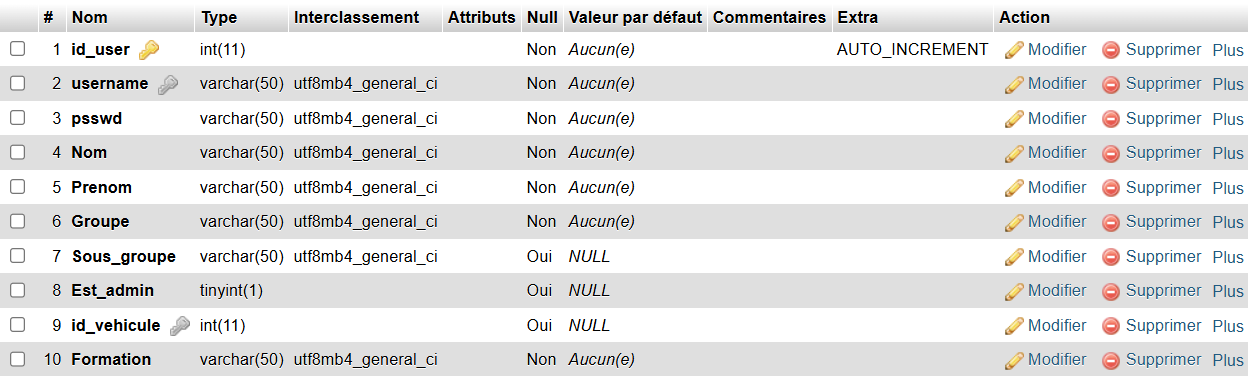 # Nom Type Interclassement Attributs Null Valeur par défaut Commentaires Extra Action
1 id_user int(11) Non Aucun(e) AUTO_INCREMENT Modifier Supprimer Plus
2 username varchar(50) utf8mb4_general_ci Non Aucun(e) Modifier Supprimer Plus
3 psswd varchar(50) utf8mb4_general_ci Non Aucun(e) Modifier Supprimer Plus
4 Nom varchar(50) utf8mb4_general_ci Non Aucun(e) Modifier Supprimer Plus
5 Prenom varchar(50) utf8mb4_general_ci Non Aucun(e) Modifier Supprimer Plus
6 Groupe varchar(50) utf8mb4_general_ci Non Aucun(e) Modifier Supprimer Plus
7 Sous_groupe varchar(50) utf8mb4_general_ci Oui NULL Modifier Supprimer Plus
8 Est_admin tinyint(1) Oui NULL Modifier Supprimer Plus
9 id_vehicule int(11) Oui NULL Modifier Supprimer Plus
10 Formation varchar(50) utf8mb4_general_ci Non Aucun(e) Modifier Supprimer Plus